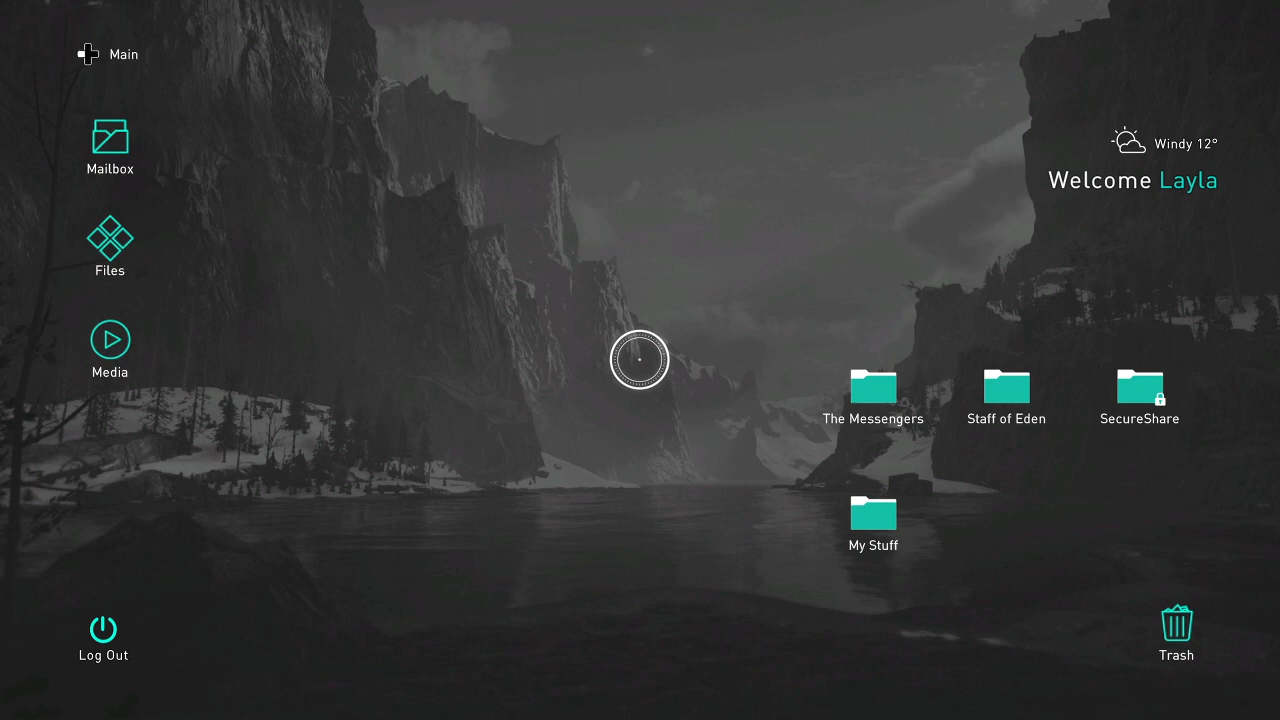 Main
Mailbox
Files
Media
Log Out
Windy 12°
Welcome Layla
The Messengers
Staff of Eden
SecureShare
My Stuff
Trash